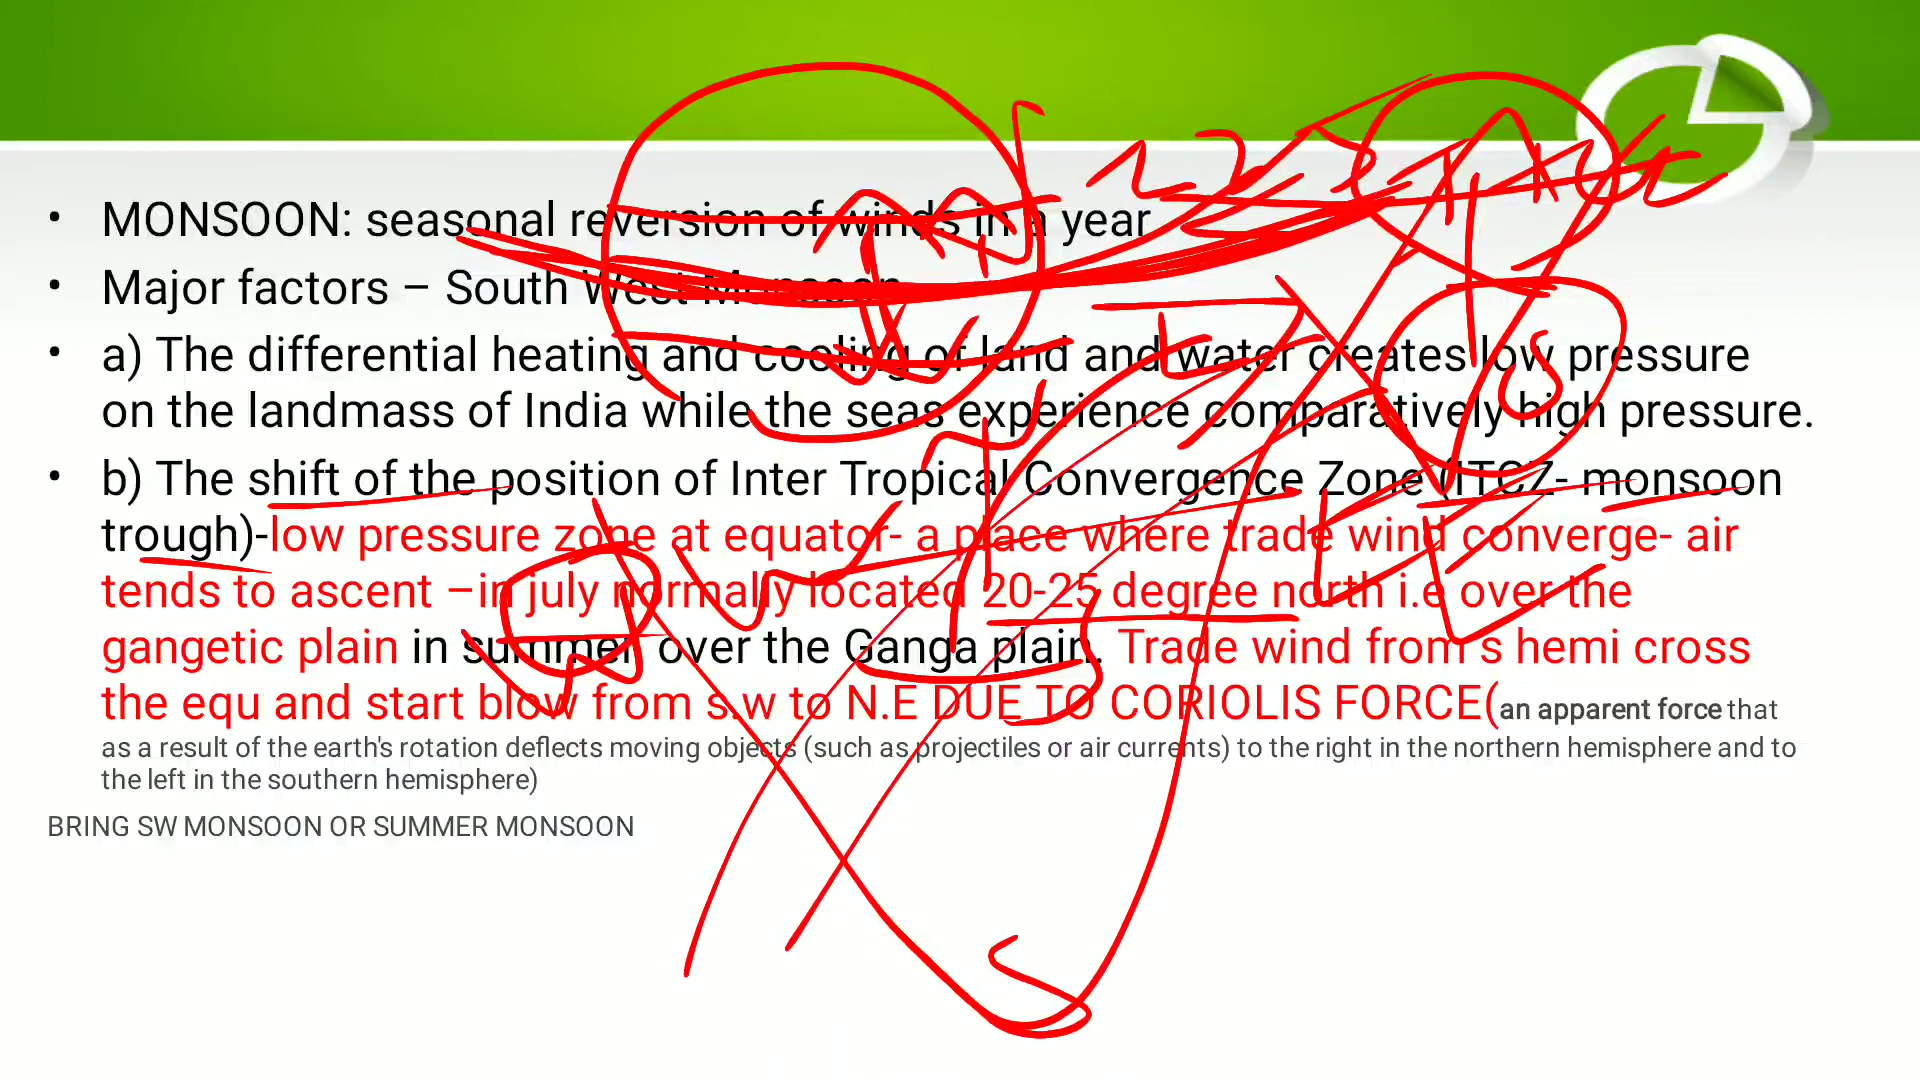 • MONSOON: seasonal reversion of winds in a year
• Major factors – South West Monsoon
• a) The differential heating and cooling of land and water creates low pressure
on the landmass of India while the seas experience comparatively high pressure.
• b) The shift of the position of Inter Tropical Convergence Zone (ITCZ- monsoon
trough)-low pressure zone at equator- a place where trade wind converge- air
tends to ascent –in july normally located 20-25 degree north i.e over the
gangetic plain in summer over the Ganga plain. Trade wind from s hemi cross
the equ and start blow from s.w to N.E DUE TO CORIOLIS FORCE(an apparent force that
as a result of the earth's rotation deflects moving objects (such as projectiles or air currents) to the right in the northern hemisphere and to
the left in the southern hemisphere)
BRING SW MONSOON OR SUMMER MONSOON